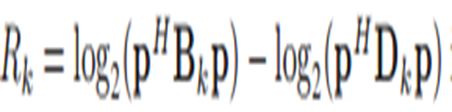 R_k = log_2(p^H B_k p) − log_2(p^H D_k p)